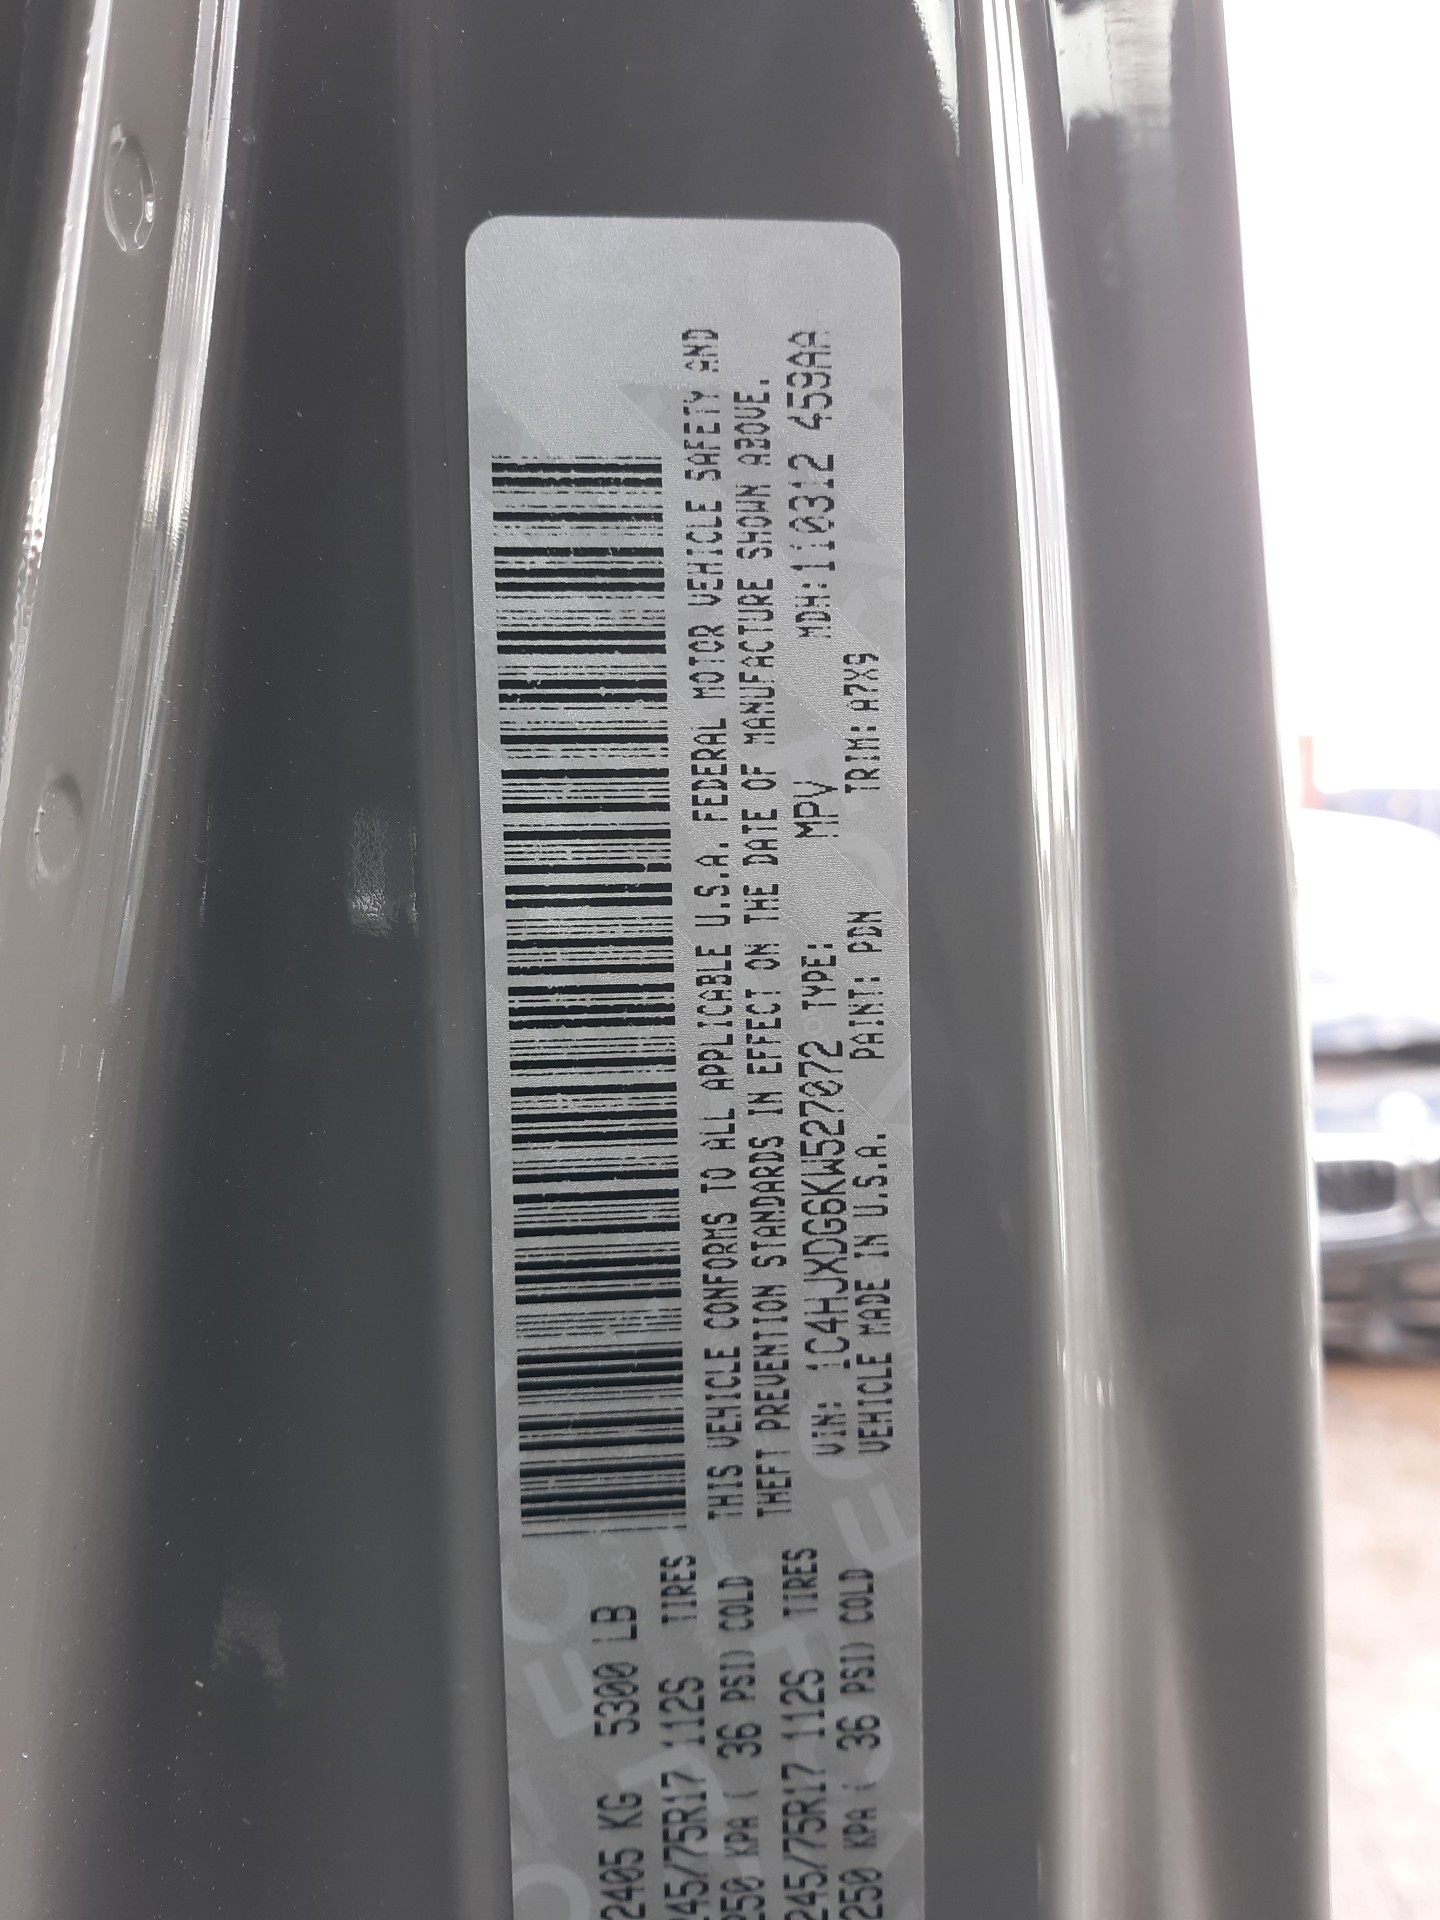 2405 KG 5300 LB
245/75R17 112S TIRES
250 KPA ( 36 PSI) COLD
245/75R17 112S TIRES
250 KPA ( 36 PSI) COLD
THIS VEHICLE CONFORMS TO ALL APPLICABLE U.S.A. FEDERAL MOTOR VEHICLE SAFETY AND
THEFT PREVENTION STANDARDS IN EFFECT ON THE DATE OF MANUFACTURE SHOWN ABOVE.
VIN: 1C4HJXDG6KW527072 TYPE: MPV MDH:110312 459AA
VEHICLE MADE IN U.S.A. PAINT: PDN TRIM: A7X9